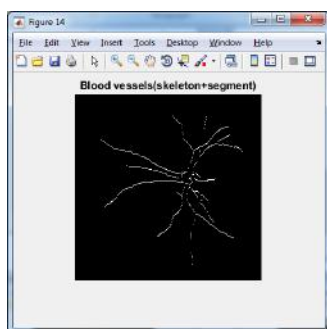 Figure 14
File Edit View Insert Tools Desktop Window Help
Blood vessels(skeleton+segment)